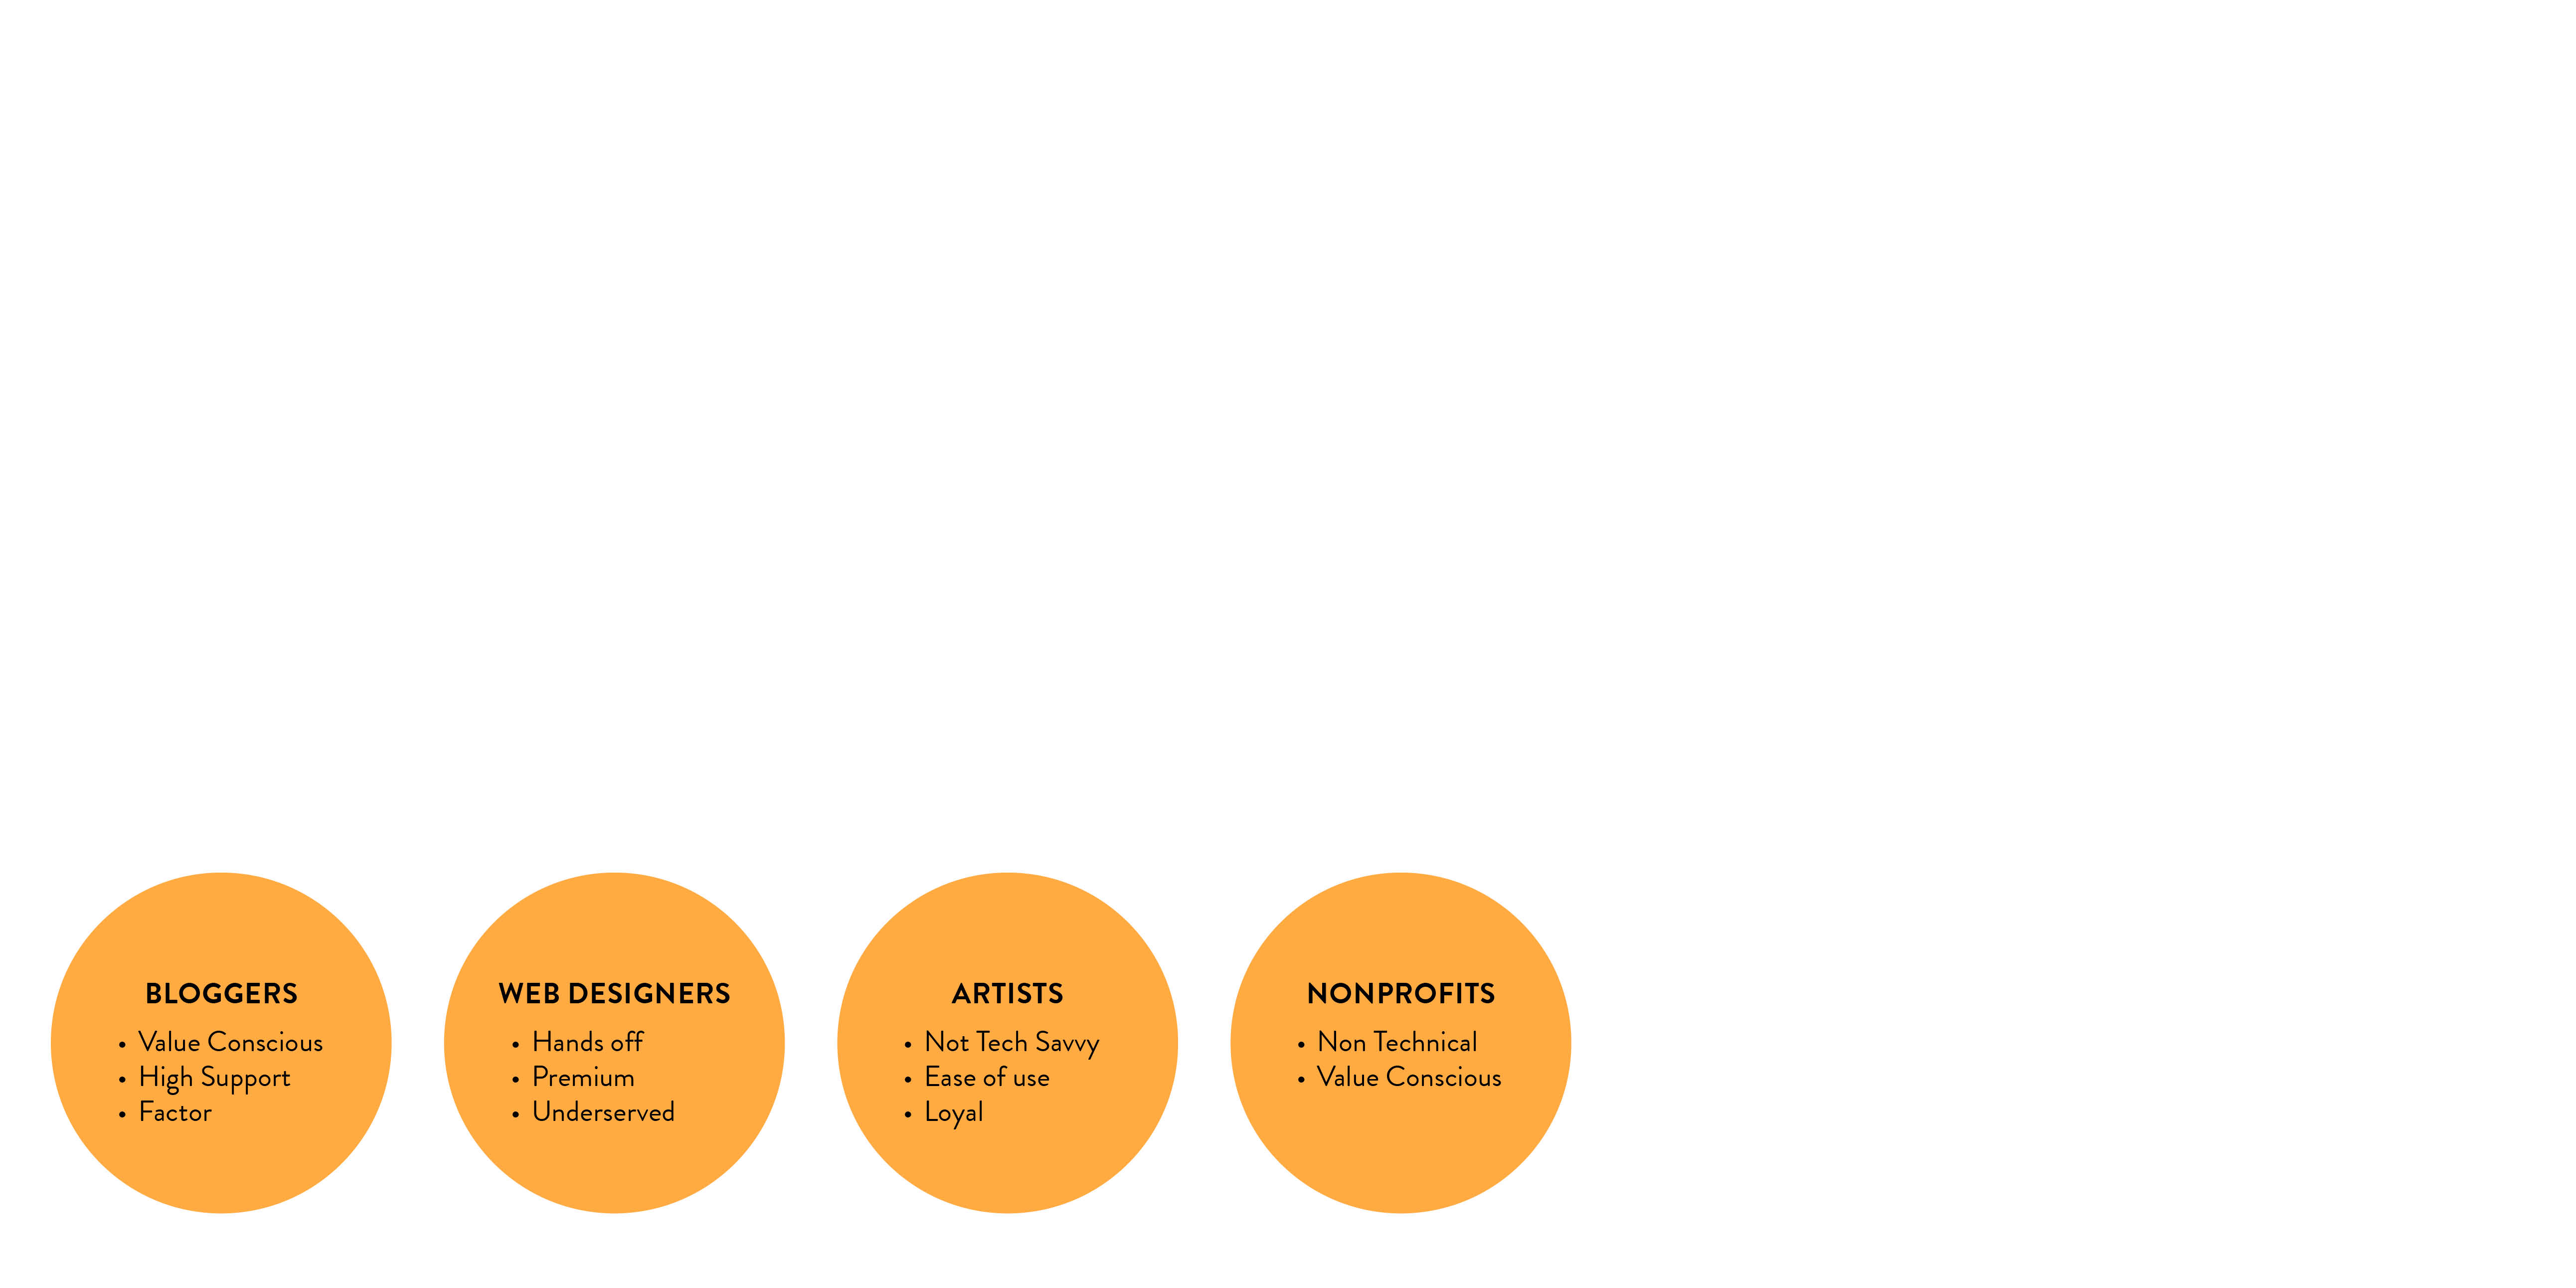 BLOGGERS
• Value Conscious
• High Support
• Factor
WEB DESIGNERS
• Hands off
• Premium
• Underserved
ARTISTS
• Not Tech Savvy
• Ease of use
• Loyal
NONPROFITS
• Non Technical
• Value Conscious